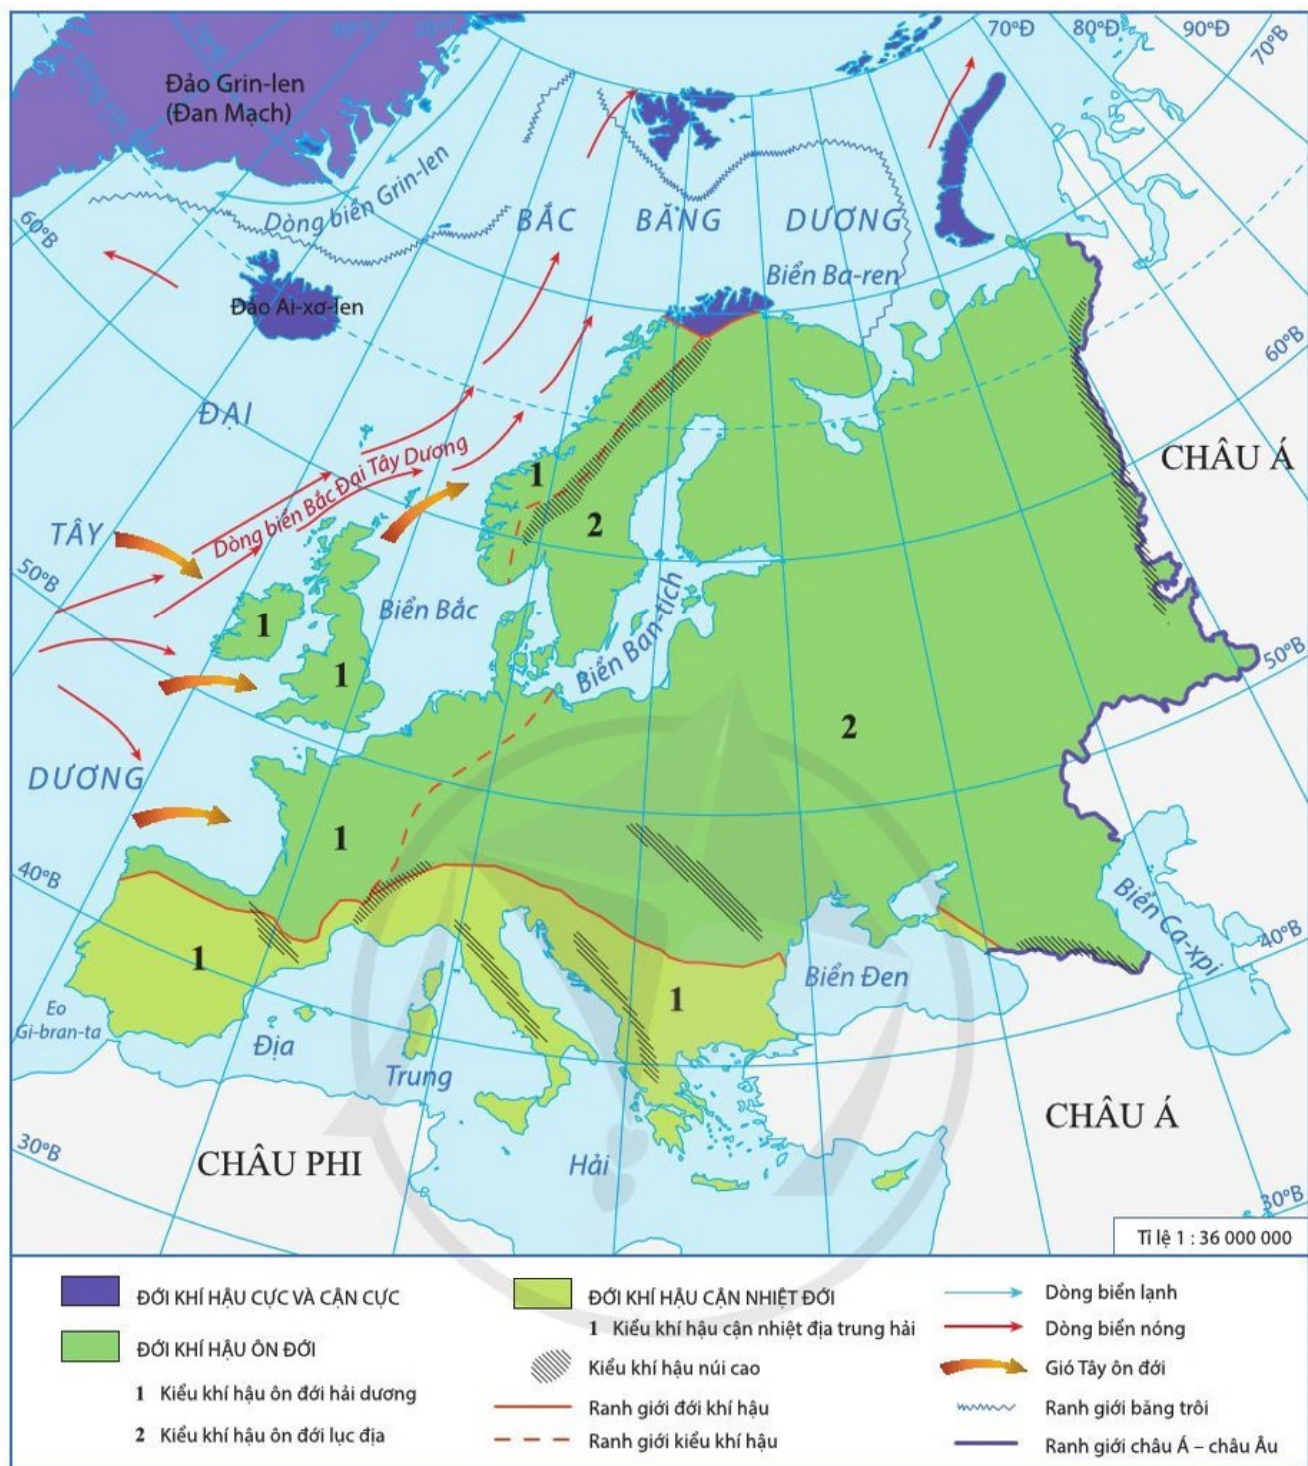 70°Đ
80°Đ
90°Đ
70°B
Đảo Grin-len
(Đan Mạch)
60°B
Dòng biển Grin-len
BẮC BĂNG DƯƠNG
Biển Ba-ren
Đảo Ai-xơ-len
60°B
ĐẠI
CHÂU Á
Dòng biển Bắc Đại Tây Dương
1
2
TÂY
50°B
Biển Bắc
Biển Ban-tích
1
1
50°B
2
DƯƠNG
1
40°B
Biển Ca-xpi
40°B
1
Biển Đen
1
Eo
Gi-bran-ta
Địa
Trung
CHÂU Á
30°B
CHÂU PHI
Hải
30°B
Tỉ lệ 1 : 36 000 000
ĐỚI KHÍ HẬU CỰC VÀ CẬN CỰC
ĐỚI KHÍ HẬU ÔN ĐỚI
1 Kiểu khí hậu ôn đới hải dương
2 Kiểu khí hậu ôn đới lục địa
ĐỚI KHÍ HẬU CẬN NHIỆT ĐỚI
1 Kiểu khí hậu cận nhiệt địa trung hải
Kiểu khí hậu núi cao
Ranh giới đới khí hậu
Ranh giới kiểu khí hậu
Dòng biển lạnh
Dòng biển nóng
Gió Tây ôn đới
Ranh giới băng trôi
Ranh giới châu Á – châu Âu